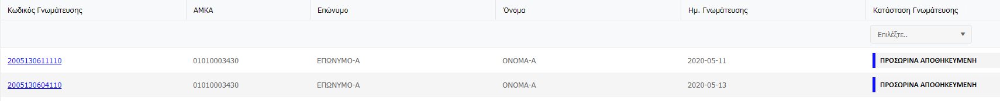 Κωδικός Γνωμάτευσης ΑΜΚΑ Επώνυμο Όνομα Ημ. Γνωμάτευσης Κατάσταση Γνωμάτευσης
Επιλέξτε..
2005130611110 01010003430 ΕΠΩΝΥΜΟ-Α ΟΝΟΜΑ-Α 2020-05-11 ΠΡΟΣΩΡΙΝΑ ΑΠΟΘΗΚΕΥΜΕΝΗ
2005130604110 01010003430 ΕΠΩΝΥΜΟ-Α ΟΝΟΜΑ-Α 2020-05-13 ΠΡΟΣΩΡΙΝΑ ΑΠΟΘΗΚΕΥΜΕΝΗ